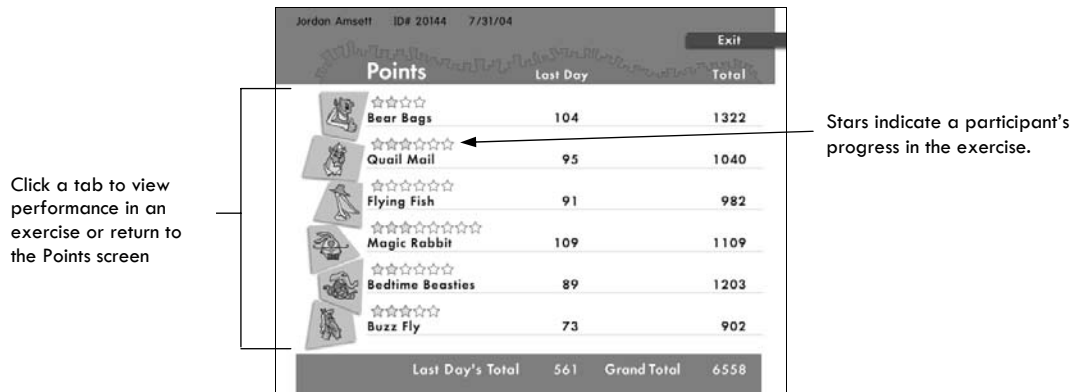 Jordan Amsett ID# 20144 7/31/04
Exit
Points Last Day Total
Bear Bags 104 1322
Quail Mail 95 1040
Flying Fish 91 982
Magic Rabbit 109 1109
Bedtime Beasties 89 1203
Buzz Fly 73 902
Last Day's Total 561 Grand Total 6558
Click a tab to view
performance in an
exercise or return to
the Points screen
Stars indicate a participant's
progress in the exercise.